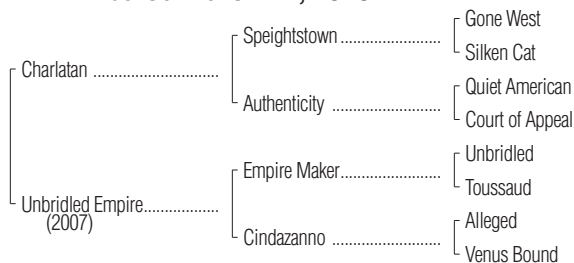 Gone West
Speightstown ......................
Silken Cat
Charlatan ............................
Quiet American
Authenticity ........................
Court of Appeal
Unbridled
Empire Maker....................
Toussaud
Unbridled Empire.................
(2007)
Alleged
Cindazanno ......................
Venus Bound